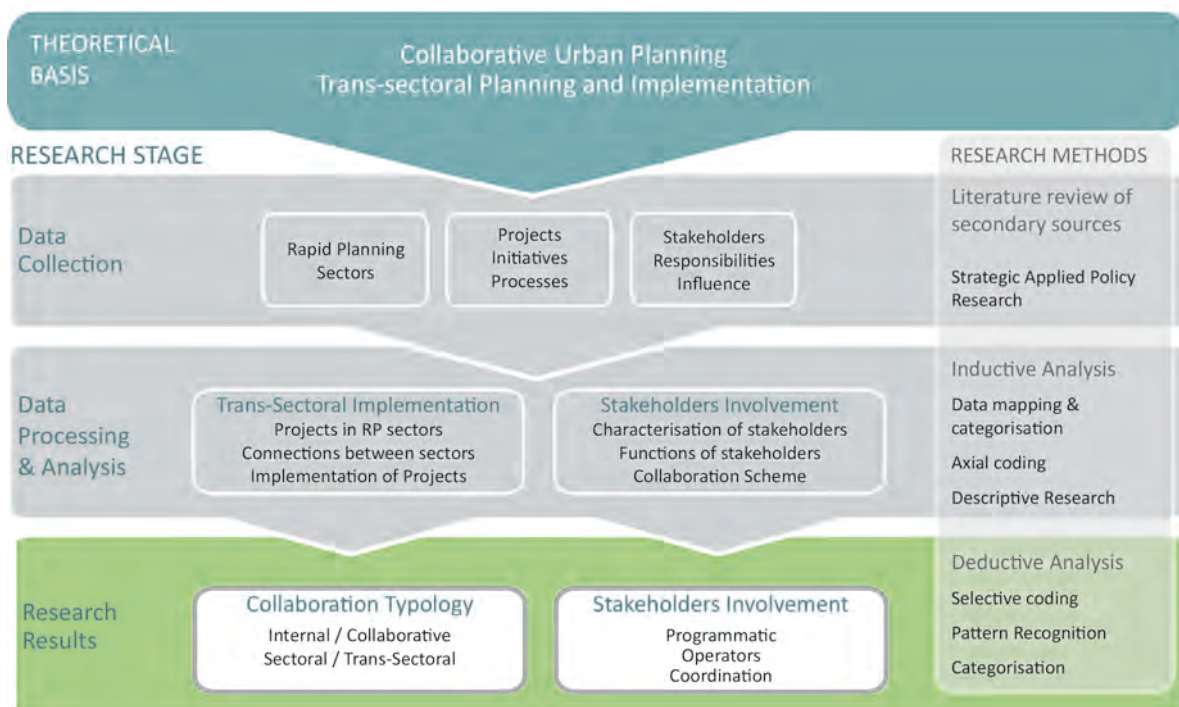 THEORETICAL
BASIS
Collaborative Urban Planning
Trans-sectoral Planning and Implementation
RESEARCH STAGE
RESEARCH METHODS
Data
Collection
Rapid Planning
Sectors
Projects
Initiatives
Processes
Stakeholders
Responsibilities
Influence
Literature review of
secondary sources
Strategic Applied Policy
Research
Data
Processing
& Analysis
Trans-Sectoral Implementation
Projects in RP sectors
Connections between sectors
Implementation of Projects
Stakeholders Involvement
Characterisation of stakeholders
Functions of stakeholders
Collaboration Scheme
Inductive Analysis
Data mapping &
categorisation
Axial coding
Descriptive Research
Research
Results
Collaboration Typology
Internal / Collaborative
Sectoral / Trans-Sectoral
Stakeholders Involvement
Programmatic
Operators
Coordination
Deductive Analysis
Selective coding
Pattern Recognition
Categorisation